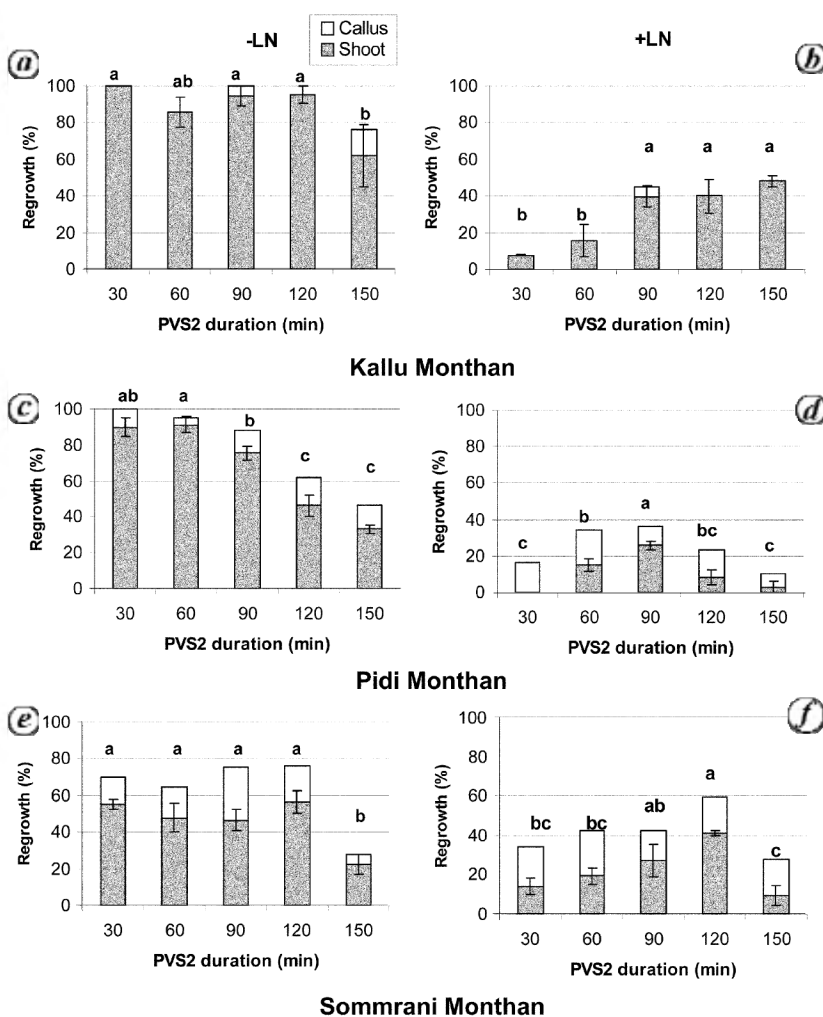 -LN
Callus
Shoot
+LN
a
b
100
80
60
40
20
0
Regrowth (%)
a
ab
a
a
b
30 60 90 120 150
PVS2 duration (min)
100
80
60
40
20
0
Regrowth (%)
b
b
a
a
a
30 60 90 120 150
PVS2 duration (min)
Kallu Monthan
c
d
100
80
60
40
20
0
Regrowth (%)
ab
a
b
c
c
30 60 90 120 150
PVS2 duration (min)
100
80
60
40
20
0
Regrowth (%)
c
b
a
bc
c
30 60 90 120 150
PVS2 duration (min)
Pidi Monthan
e
f
100
80
60
40
20
0
Regrowth (%)
a
a
a
a
b
30 60 90 120 150
PVS2 duration (min)
100
80
60
40
20
0
Regrowth (%)
bc
bc
ab
a
c
30 60 90 120 150
PVS2 duration (min)
Sommrani Monthan